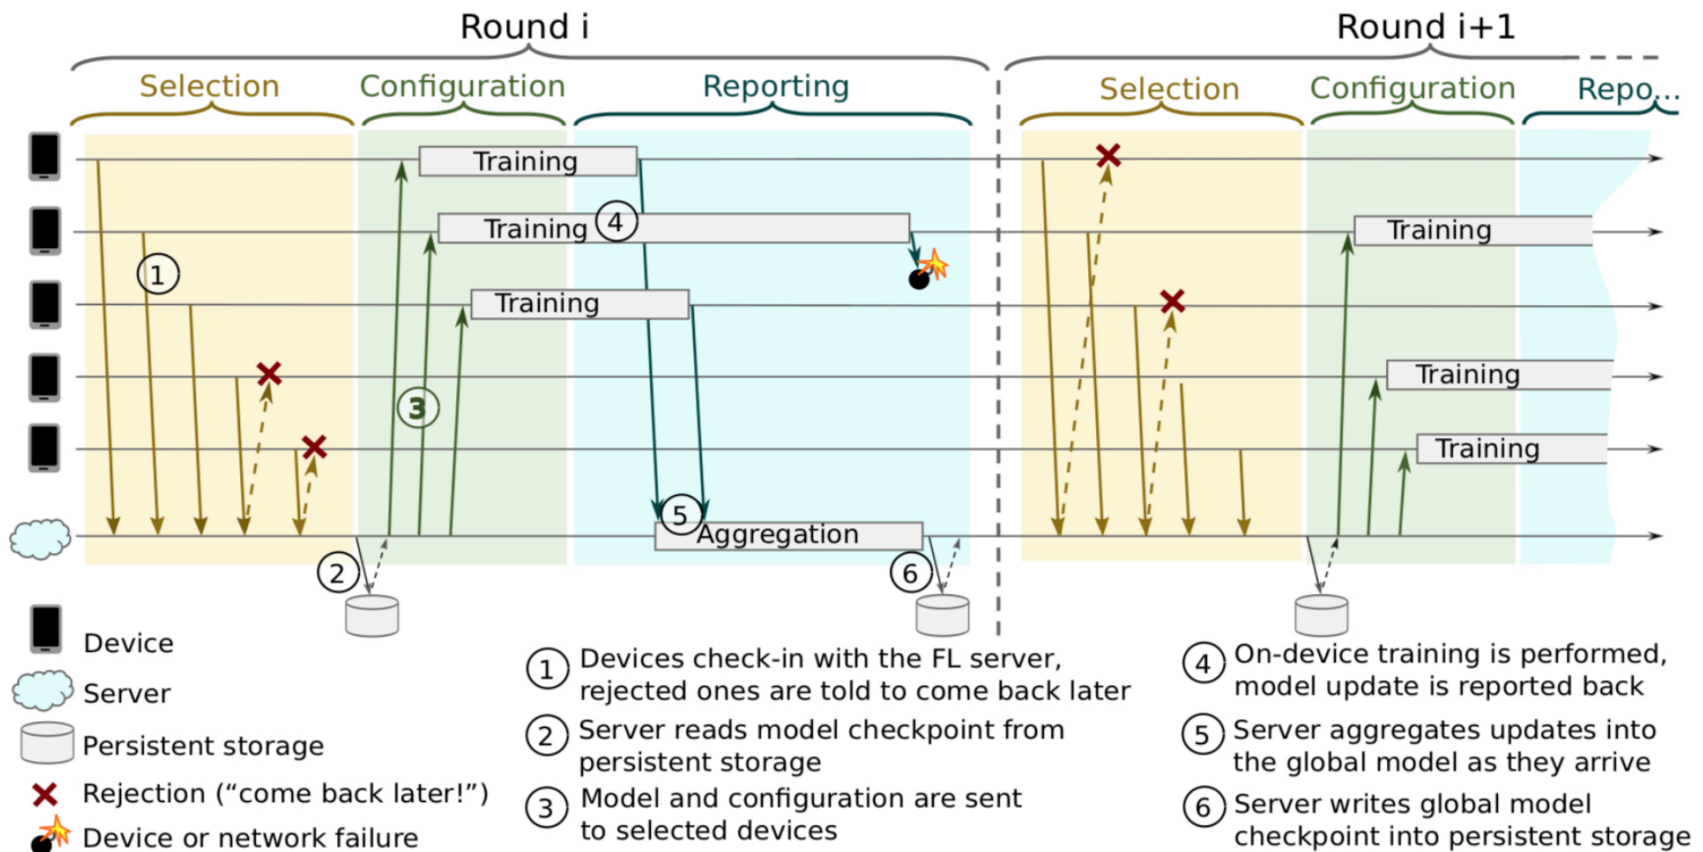 Round i
Round i+1
Selection
Configuration
Reporting
Selection
Configuration
Repo...
Training
Training
4
Training
Training
1
Training
3
Training
5
Aggregation
2
6
Device
Server
Persistent storage
Rejection (“come back later!”)
Device or network failure
1 Devices check-in with the FL server,
rejected ones are told to come back later
2 Server reads model checkpoint from
persistent storage
3 Model and configuration are sent
to selected devices
4 On-device training is performed,
model update is reported back
5 Server aggregates updates into
the global model as they arrive
6 Server writes global model
checkpoint into persistent storage